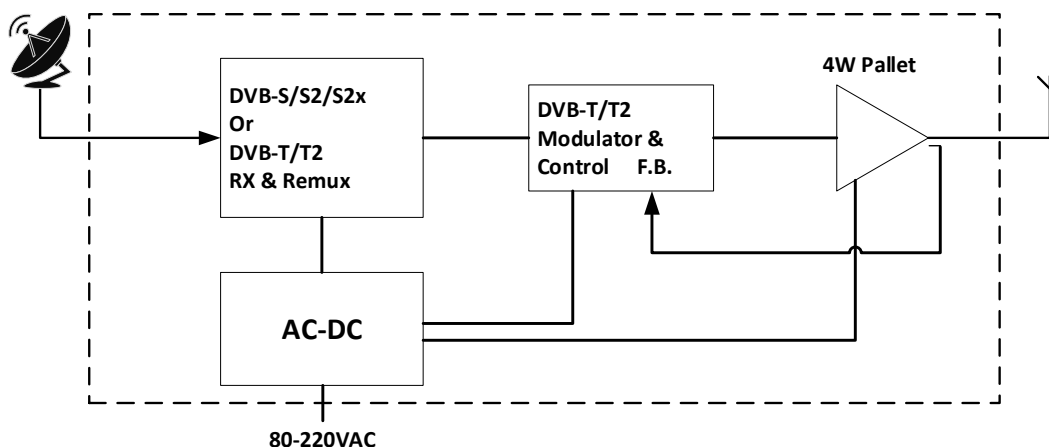 4W Pallet
DVB-S/S2/S2x
Or
DVB-T/T2
RX & Remux
DVB-T/T2
Modulator &
Control F.B.
AC-DC
80-220VAC